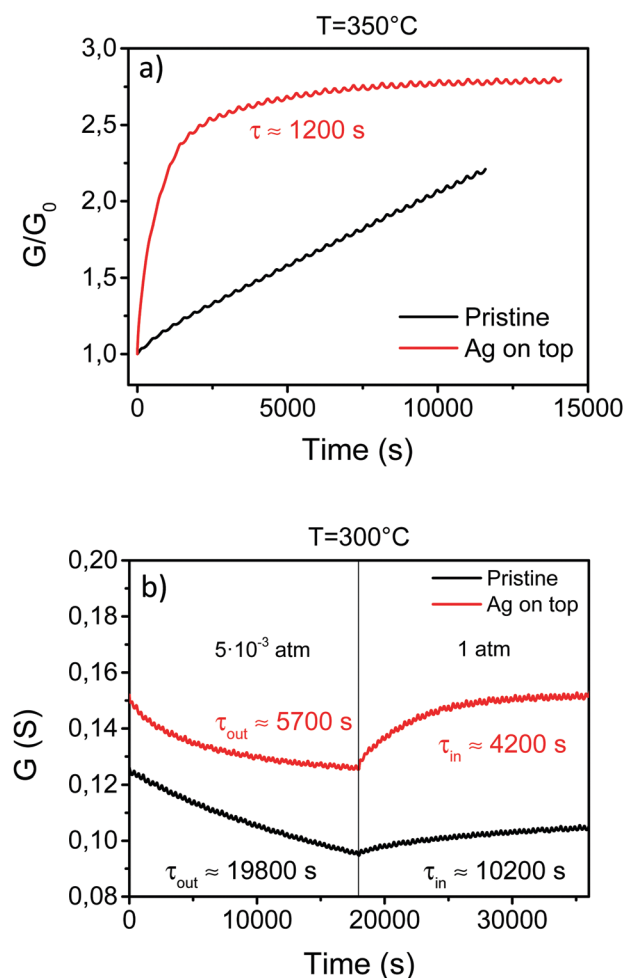 T=350°C
a)
3,0
2,5
2,0
1,5
1,0
G/G₀
τ ≈ 1200 s
Pristine
Ag on top
0
5000
10000
15000
Time (s)
T=300°C
b)
0,20
0,18
0,16
0,14
0,12
0,10
0,08
G (S)
Pristine
Ag on top
5·10⁻³ atm
1 atm
τout ≈ 5700 s
τin ≈ 4200 s
τout ≈ 19800 s
τin ≈ 10200 s
0
10000
20000
30000
Time (s)